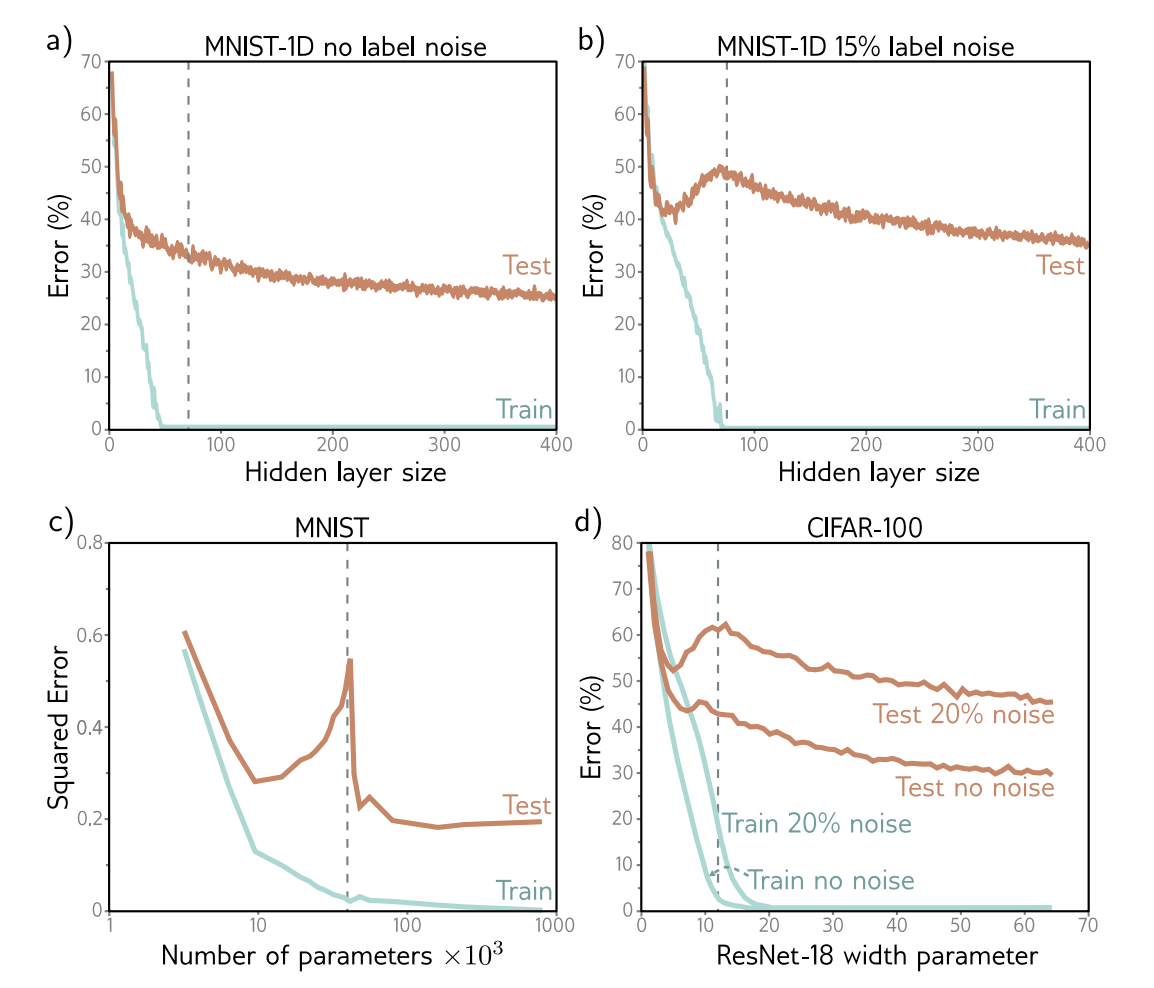 a) MNIST-1D no label noise
70
60
50
40
30
20
10
0
Error (%)
Test
Train
0 100 200 300 400
Hidden layer size
b) MNIST-1D 15% label noise
70
60
50
40
30
20
10
0
Error (%)
Test
Train
0 100 200 300 400
Hidden layer size
c) MNIST
0.8
0.6
0.4
0.2
0
Squared Error
Test
Train
1 10 100 1000
Number of parameters ×10³
d) CIFAR-100
80
70
60
50
40
30
20
10
0
Error (%)
Test 20% noise
Test no noise
Train 20% noise
Train no noise
0 10 20 30 40 50 60 70
ResNet-18 width parameter